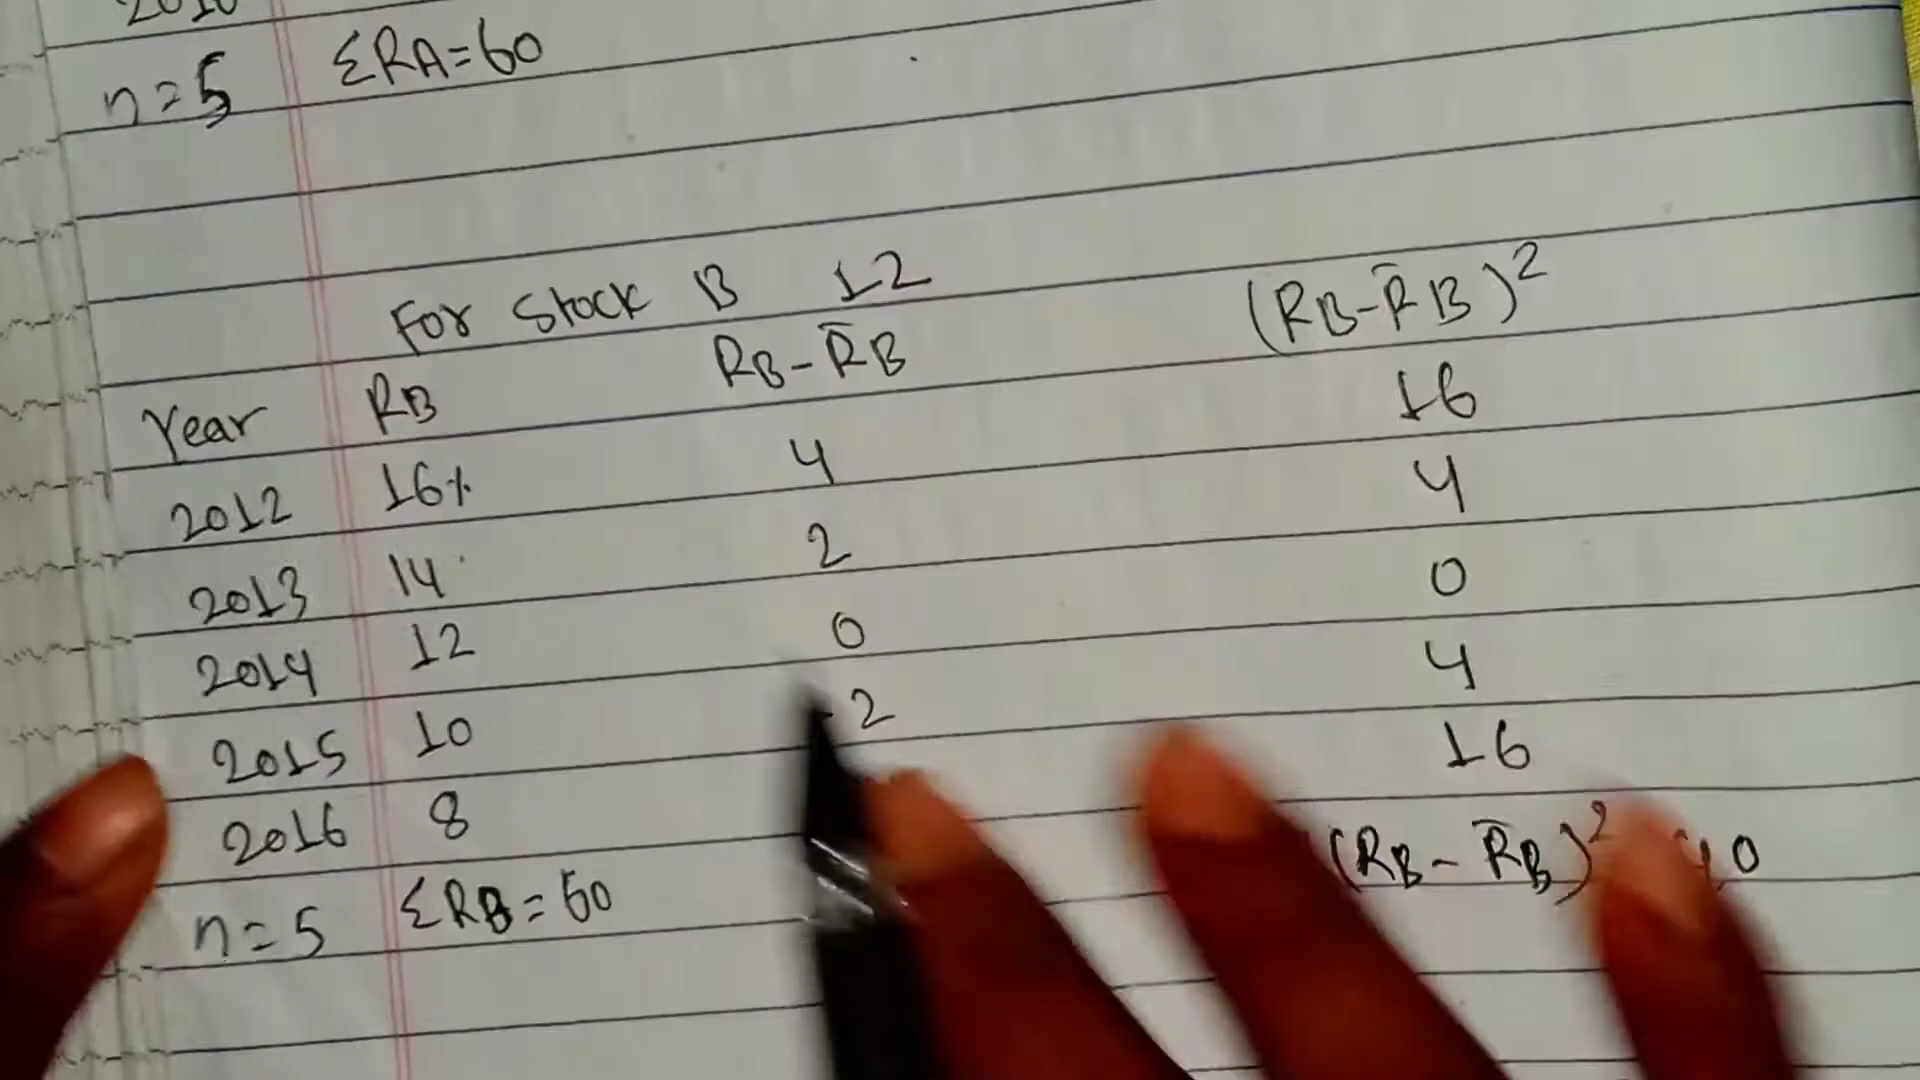 n=5 ΣRA=60
For Stock B 12
Year RB RB-R̄B (RB-R̄B)²
2012 16% 4 16
2013 14 2 4
2014 12 0 0
2015 10 -2 4
2016 8 16
n=5 ΣRB=60 (RB-R̄B)² 0